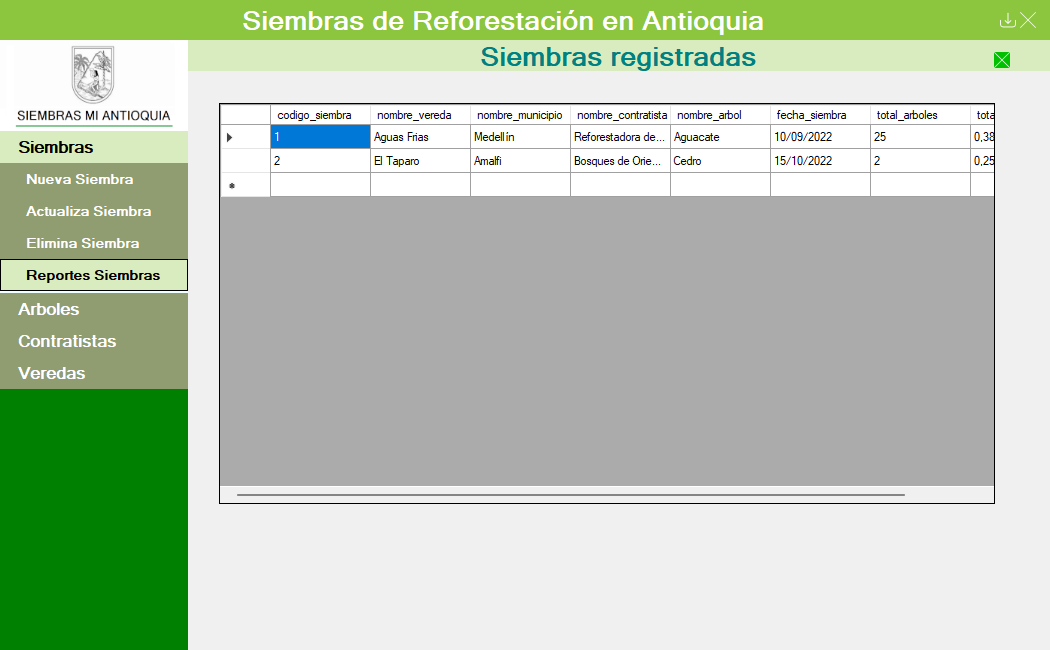 Siembras de Reforestación en Antioquia
Siembras registradas
SIEMBRAS MI ANTIOQUIA
Siembras
Nueva Siembra
Actualiza Siembra
Elimina Siembra
Reportes Siembras
Arboles
Contratistas
Veredas
codigo_siembra nombre_vereda nombre_municipio nombre_contratista nombre_arbol fecha_siembra total_arboles tota
1 Aguas Frias Medellín Reforestadora de... Aguacate 10/09/2022 25 0,38
2 El Taparo Amalfi Bosques de Orie... Cedro 15/10/2022 2 0,25